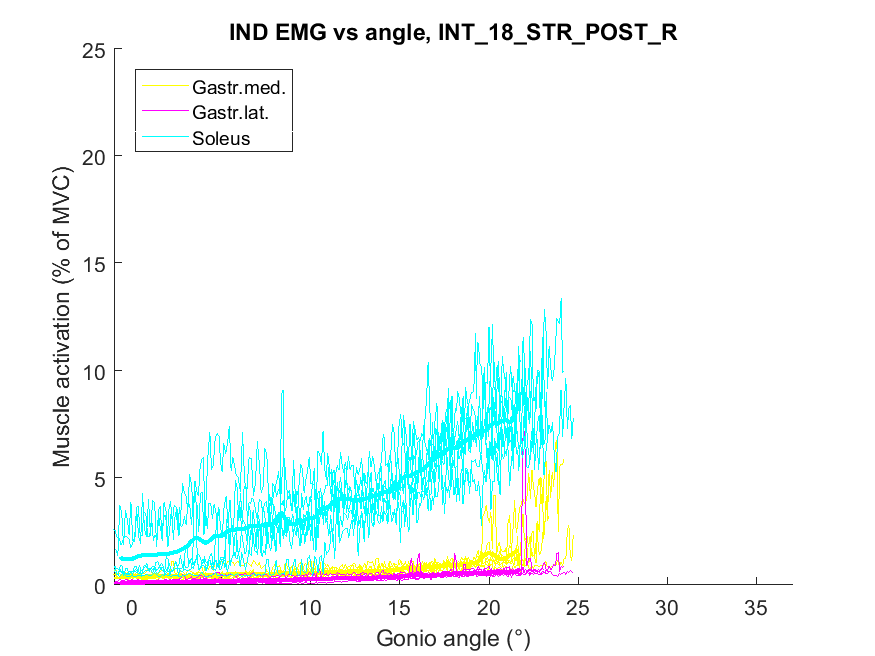 IND EMG vs angle, INT_18_STR_POST_R
25
20
15
10
5
0
Muscle activation (% of MVC)
Gastr.med.
Gastr.lat.
Soleus
0 5 10 15 20 25 30 35
Gonio angle (°)